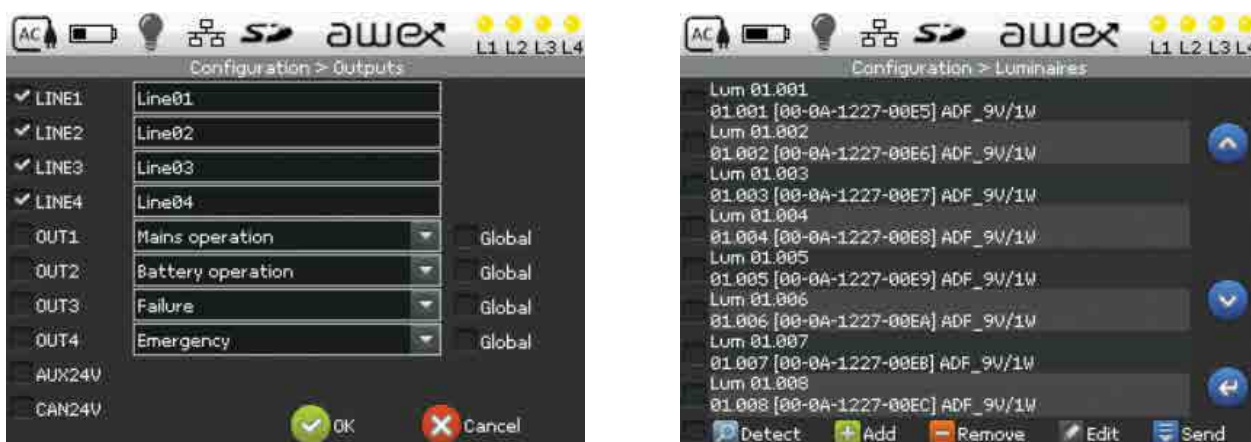 AC SD awex L1 L2 L3 L4
Configuration > Outputs
LINE1 Line01
LINE2 Line02
LINE3 Line03
LINE4 Line04
OUT1 Mains operation Global
OUT2 Battery operation Global
OUT3 Failure Global
OUT4 Emergency Global
AUX24V
CAN24V
OK Cancel
AC SD awex L1 L2 L3 L4
Configuration > Luminaires
Lum 01.001
01.001 [00-0A-1227-00E5] ADF_9V/1W
Lum 01.002
01.002 [00-0A-1227-00E6] ADF_9V/1W
Lum 01.003
01.003 [00-0A-1227-00E7] ADF_9V/1W
Lum 01.004
01.004 [00-0A-1227-00E8] ADF_9V/1W
Lum 01.005
01.005 [00-0A-1227-00E9] ADF_9V/1W
Lum 01.006
01.006 [00-0A-1227-00EA] ADF_9V/1W
Lum 01.007
01.007 [00-0A-1227-00EB] ADF_9V/1W
Lum 01.008
01.008 [00-0A-1227-00EC] ADF_9V/1W
Detect Add Remove Edit Send